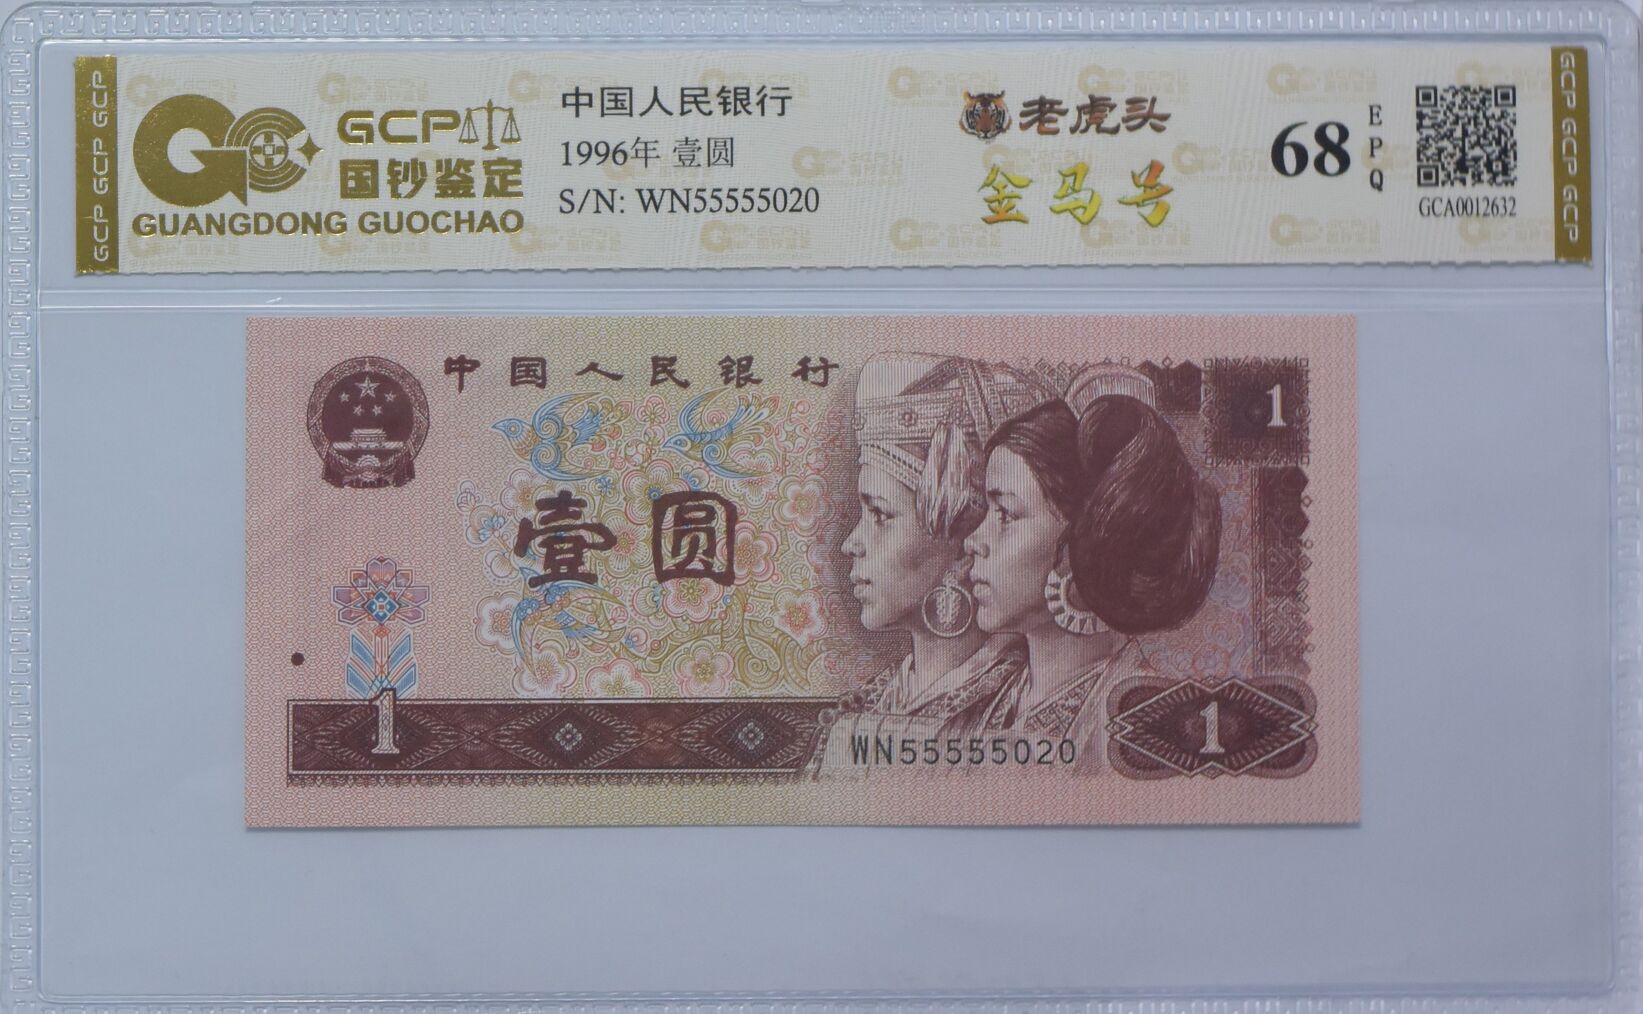 GCP GCP GCP
GCP
国钞鉴定
GUANGDONG GUOCHAO
中国人民银行
1996年 壹圆
S/N: WN55555020
老虎头
金马号
68
EPQ
GCA0012632
GCP GCP GCP
中国人民银行
1
壹圆
1
WN55555020
1